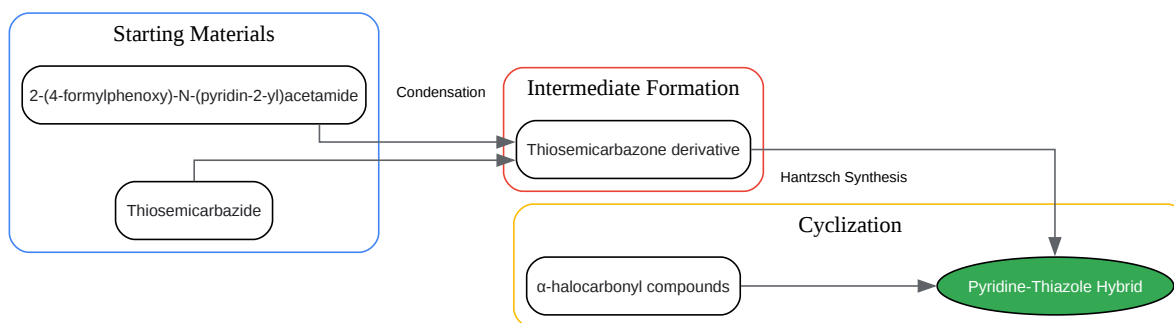 Starting Materials
2-(4-formylphenoxy)-N-(pyridin-2-yl)acetamide
Thiosemicarbazide
Condensation
Intermediate Formation
Thiosemicarbazone derivative
Hantzsch Synthesis
Cyclization
α-halocarbonyl compounds
Pyridine-Thiazole Hybrid